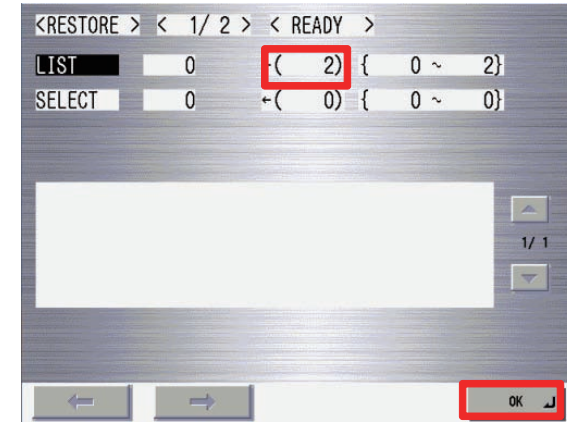 <RESTORE > < 1/ 2 > < READY >
LIST 0 ←( 2) { 0 ~ 2}
SELECT 0 ←( 0) { 0 ~ 0}
1/ 1
OK